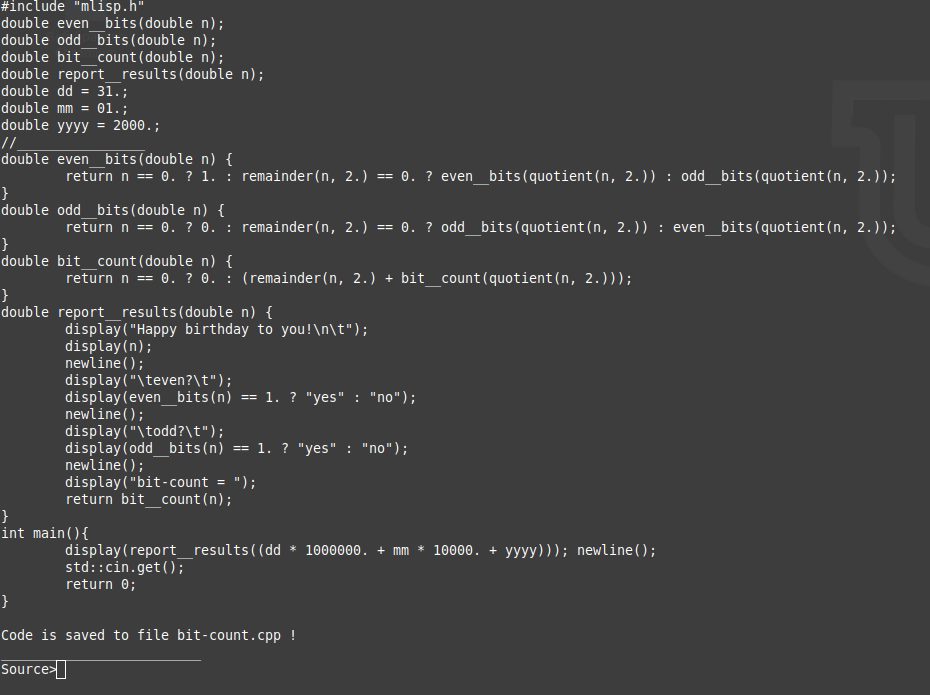 #include "mlisp.h"
double even__bits(double n);
double odd__bits(double n);
double bit__count(double n);
double report__results(double n);
double dd = 31.;
double mm = 01.;
double yyyy = 2000.;
//________________
double even__bits(double n) {
        return n == 0. ? 1. : remainder(n, 2.) == 0. ? even__bits(quotient(n, 2.)) : odd__bits(quotient(n, 2.));
}
double odd__bits(double n) {
        return n == 0. ? 0. : remainder(n, 2.) == 0. ? odd__bits(quotient(n, 2.)) : even__bits(quotient(n, 2.));
}
double bit__count(double n) {
        return n == 0. ? 0. : (remainder(n, 2.) + bit__count(quotient(n, 2.)));
}
double report__results(double n) {
        display("Happy birthday to you!\n\t");
        display(n);
        newline();
        display("\teven?\t");
        display(even__bits(n) == 1. ? "yes" : "no");
        newline();
        display("\todd?\t");
        display(odd__bits(n) == 1. ? "yes" : "no");
        newline();
        display("bit-count = ");
        return bit__count(n);
}
int main(){
        display(report__results((dd * 1000000. + mm * 10000. + yyyy))); newline();
        std::cin.get();
        return 0;
}

Code is saved to file bit-count.cpp !
_________________________
Source>